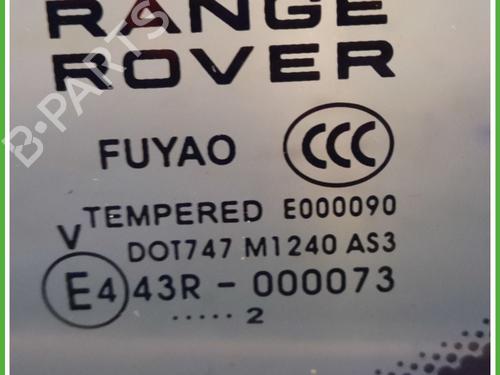 RANGE
ROVER
FUYAO CCC
TEMPERED E000090
V
DOT747 M1240 AS3
E4 43R - 000073
..... 2
B-PARTS